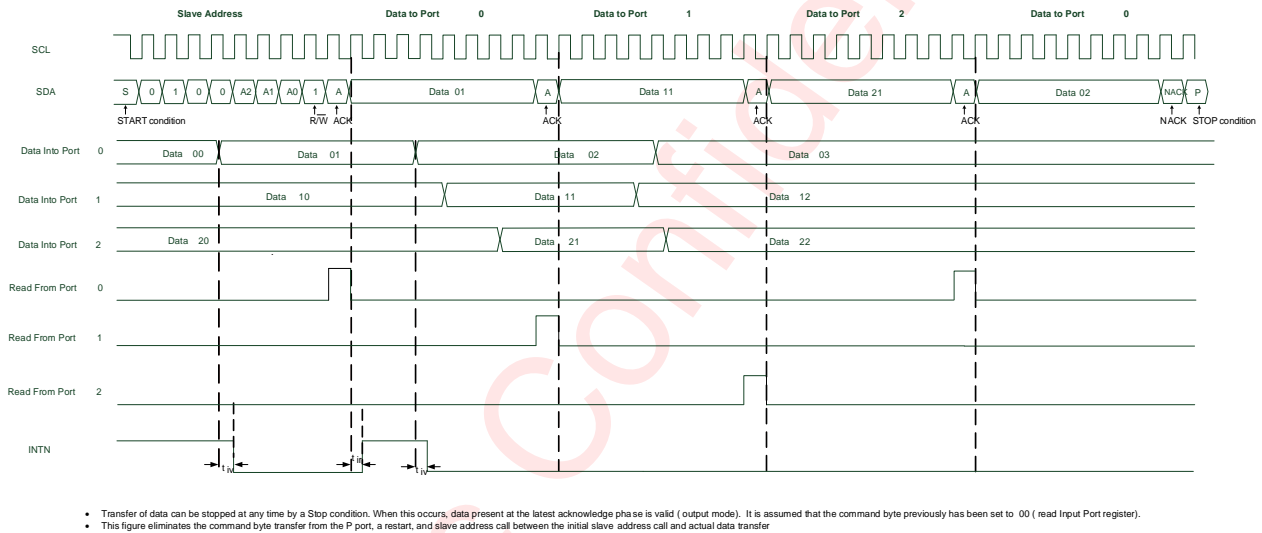 Slave Address Data to Port 0 Data to Port 1 Data to Port 2 Data to Port 0
SCL
SDA S 0 1 0 0 A2 A1 A0 1 A Data 01 A Data 11 A Data 21 A Data 02 NACK P
START condition R/W ACK ACK ACK ACK NACK STOP condition
Data Into Port 0 Data 00 Data 01 Data 02 Data 03
Data Into Port 1 Data 10 Data 11 Data 12
Data Into Port 2 Data 20 Data 21 Data 22
Read From Port 0
Read From Port 1
Read From Port 2
INTN
t iv t ir t iv
• Transfer of data can be stopped at any time by a Stop condition. When this occurs, data present at the latest acknowledge phase is valid ( output mode). It is assumed that the command byte previously has been set to 00 ( read Input Port register).
• This figure eliminates the command byte transfer from the P port, a restart, and slave address call between the initial slave address call and actual data transfer